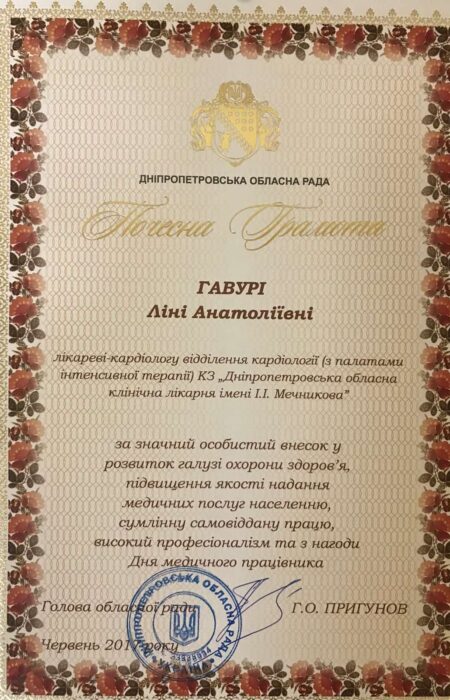 ДНІПРОПЕТРОВСЬКА ОБЛАСНА РАДА
Почесна Грамота
ГАВУРІ
Ліні Анатоліївні
лікареві-кардіологу відділення кардіології (з палатами
інтенсивної терапії) КЗ „Дніпропетровська обласна
клінічна лікарня імені І.І. Мечникова”
за значний особистий внесок у
розвиток галузі охорони здоров’я,
підвищення якості надання
медичних послуг населенню,
сумлінну самовіддану працю,
високий професіоналізм та з нагоди
Дня медичного працівника
Голова обласної ради Г.О. ПРИГУНОВ
Червень 2017 року
ДНІПРОПЕТРОВСЬКА ОБЛАСНА РАДА
УКРАЇНА